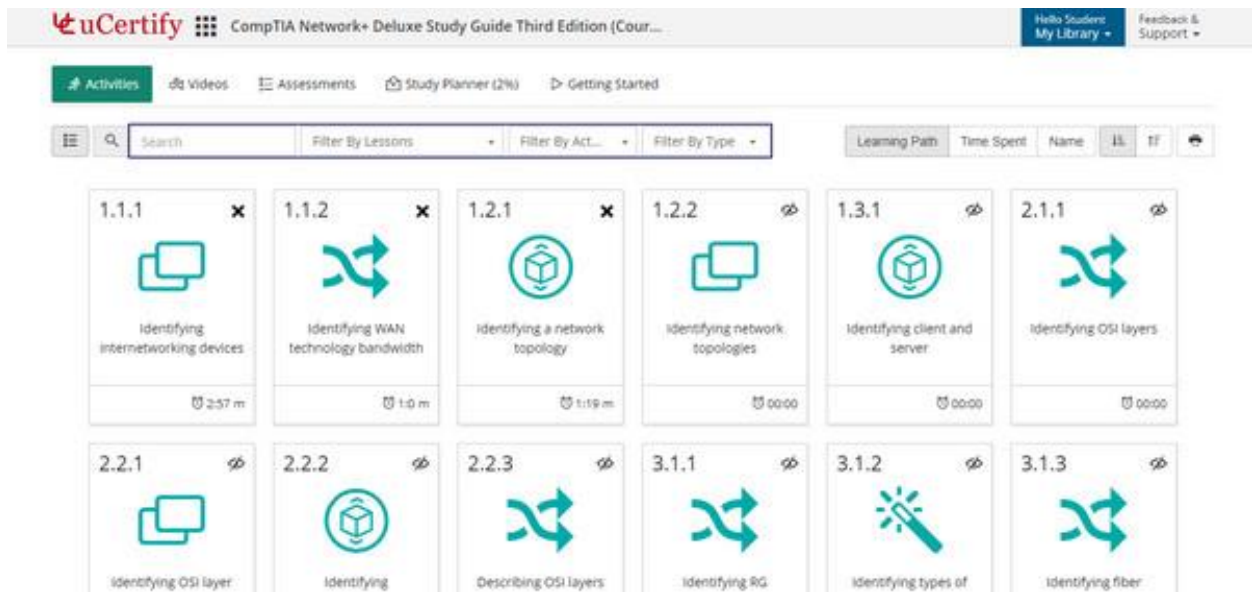 uCertify
CompTIA Network+ Deluxe Study Guide Third Edition (Cour...
Hello Student
My Library
Feedback &
Support
Activities
Videos
Assessments
Study Planner (2%)
Getting Started
Search
Filter By Lessons
Filter By Act...
Filter By Type
Learning Path
Time Spent
Name
1.1.1
Identifying
internetworking devices
2:57 m
1.1.2
Identifying WAN
technology bandwidth
1:0 m
1.2.1
Identifying a network
topology
1:19 m
1.2.2
Identifying network
topologies
00:00
1.3.1
Identifying client and
server
00:00
2.1.1
Identifying OSI layers
00:00
2.2.1
Identifying OSI layer
2.2.2
Identifying
2.2.3
Describing OSI layers
3.1.1
Identifying RG
3.1.2
Identifying types of
3.1.3
Identifying fiber